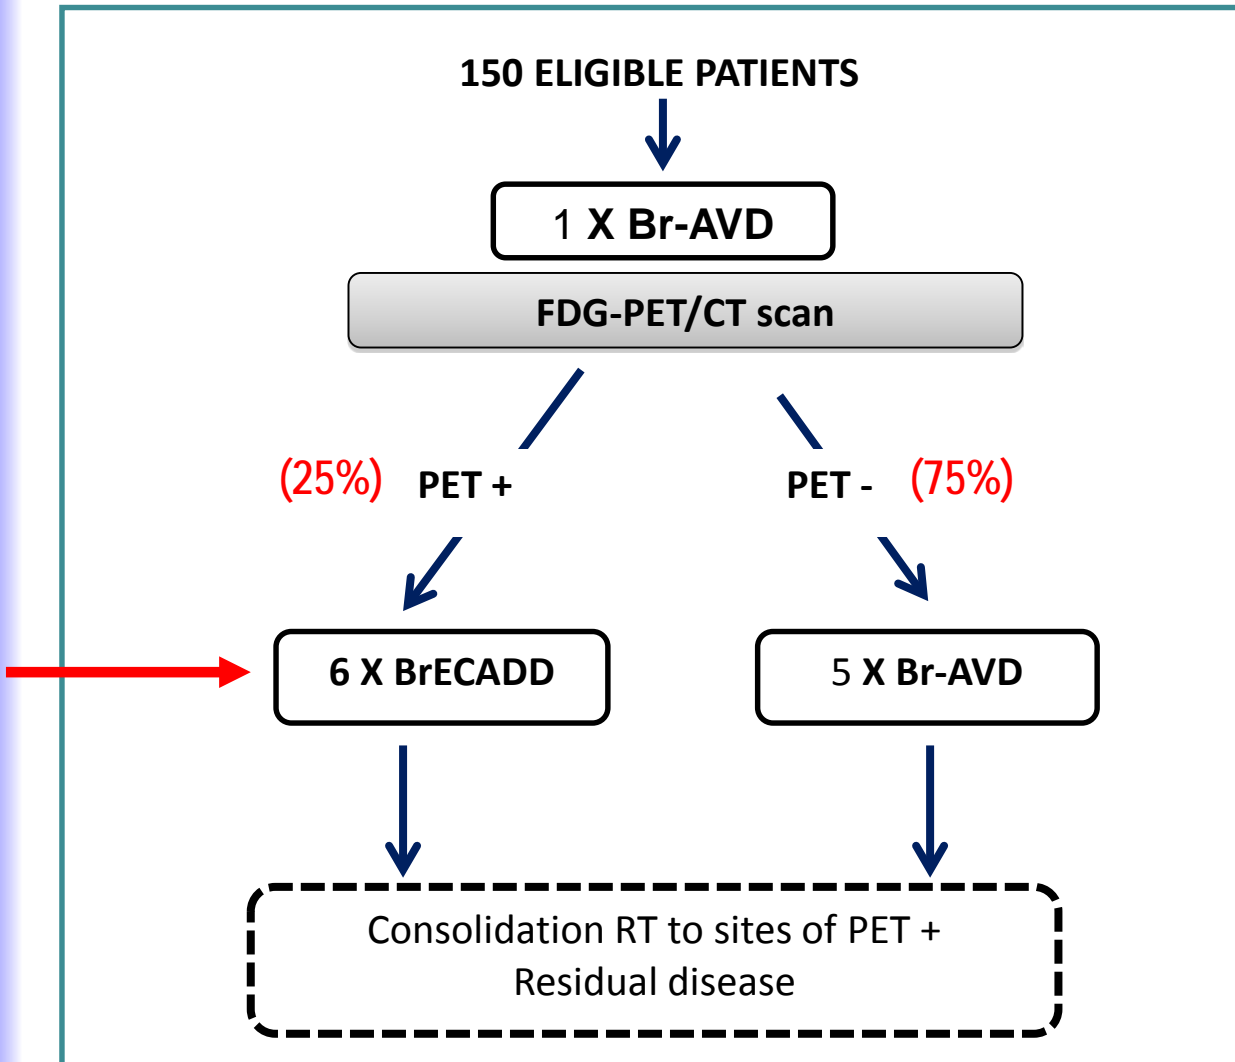 150 ELIGIBLE PATIENTS
1 X Br-AVD
FDG-PET/CT scan
(25%) PET +
PET - (75%)
6 X BrECADD
5 X Br-AVD
Consolidation RT to sites of PET +
Residual disease